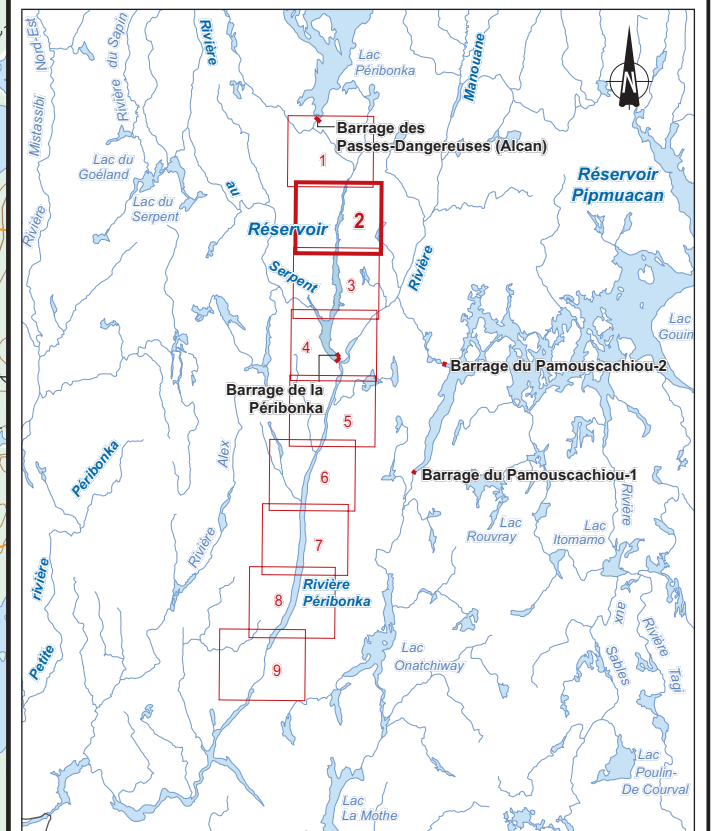 Mistassibi Nord-Est
Rivière
Rivière du Sapin
Rivière
au
Serpent
Lac
Péribonka
Manouane
Rivière
N
Barrage des
Passes-Dangereuses (Alcan)
1
Lac du
Goéland
Lac du
Serpent
Réservoir
Pipmuacan
2
Réservoir
3
Lac
Gouin
4
Barrage du Pamouscachiou-2
Barrage de la
Péribonka
5
Péribonka
rivière
Petite
Alex
Rivière
6
Barrage du Pamouscachiou-1
Lac
Rouvray
Lac
Itomamo
Rivière
aux
Sables
7
8
Rivière
Péribonka
Rivière
Tagi
9
Lac
Onatchiway
Lac
Poulin-
De Courval
Lac
La Mothe